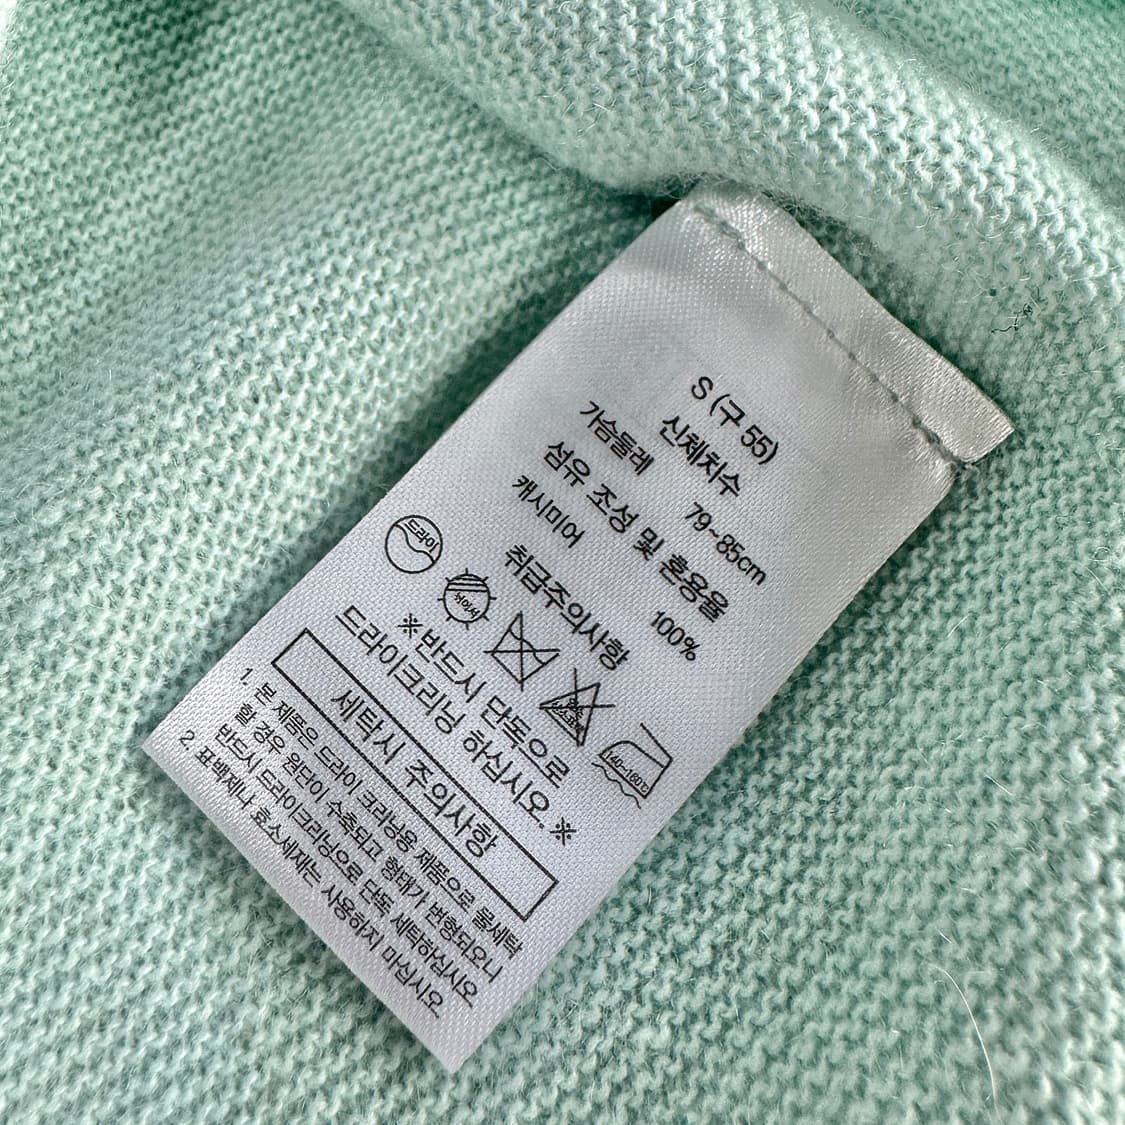 S (구 55)
신체치수
가슴둘레 79~85cm
섬유 조성 및 혼용율
캐시미어 100%
취급주의사항
드라이
뉘어서
140~160℃
※반드시 단독으로
드라이크리닝 하십시오.※
세탁시 주의사항
1. 본 제품은 드라이 크리닝용 제품으로 물세탁
할 경우 원단이 수축되고 형태가 변형되오니
반드시 드라이크리닝으로 단독 세탁하십시오
2. 표백제나 효소세재는 사용하지 마십시오